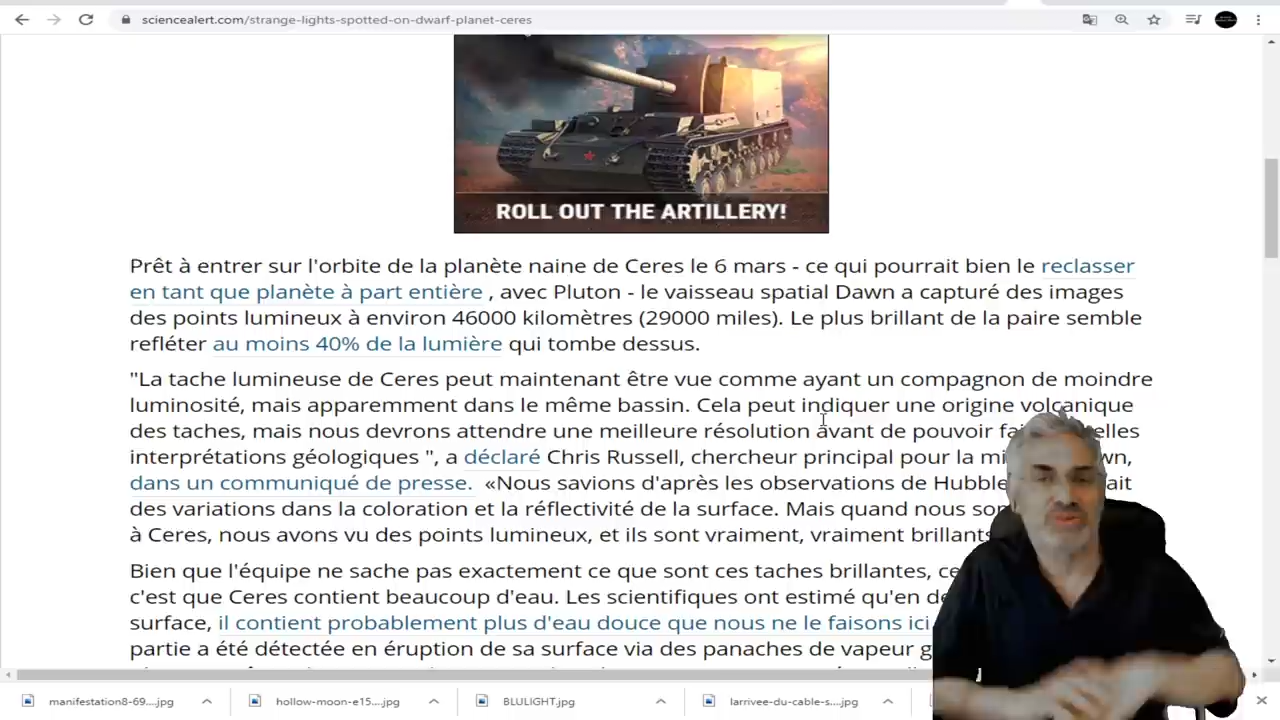 sciencealert.com/strange-lights-spotted-on-dwarf-planet-ceres
ROLL OUT THE ARTILLERY!
Prêt à entrer sur l'orbite de la planète naine de Ceres le 6 mars - ce qui pourrait bien le reclasser
en tant que planète à part entière , avec Pluton - le vaisseau spatial Dawn a capturé des images
des points lumineux à environ 46000 kilomètres (29000 miles). Le plus brillant de la paire semble
refléter au moins 40% de la lumière qui tombe dessus.
"La tache lumineuse de Ceres peut maintenant être vue comme ayant un compagnon de moindre
luminosité, mais apparemment dans le même bassin. Cela peut indiquer une origine volcanique
des taches, mais nous devrons attendre une meilleure résolution avant de pouvoir
interprétations géologiques ", a déclaré Chris Russell, chercheur principal pour la
dans un communiqué de presse. «Nous savions d'après les observations de Hubble
des variations dans la coloration et la réflectivité de la surface. Mais quand nous
à Ceres, nous avons vu des points lumineux, et ils sont vraiment, vraiment brillants
Bien que l'équipe ne sache pas exactement ce que sont ces taches brillantes,
c'est que Ceres contient beaucoup d'eau. Les scientifiques ont estimé qu'en
surface, il contient probablement plus d'eau douce que nous ne le faisons ici
partie a été détectée en éruption de sa surface via des panaches de vapeur
manifestation8-69....jpg
hollow-moon-e15....jpg
BLULIGHT.jpg
larrivee-du-cable-s....jpg